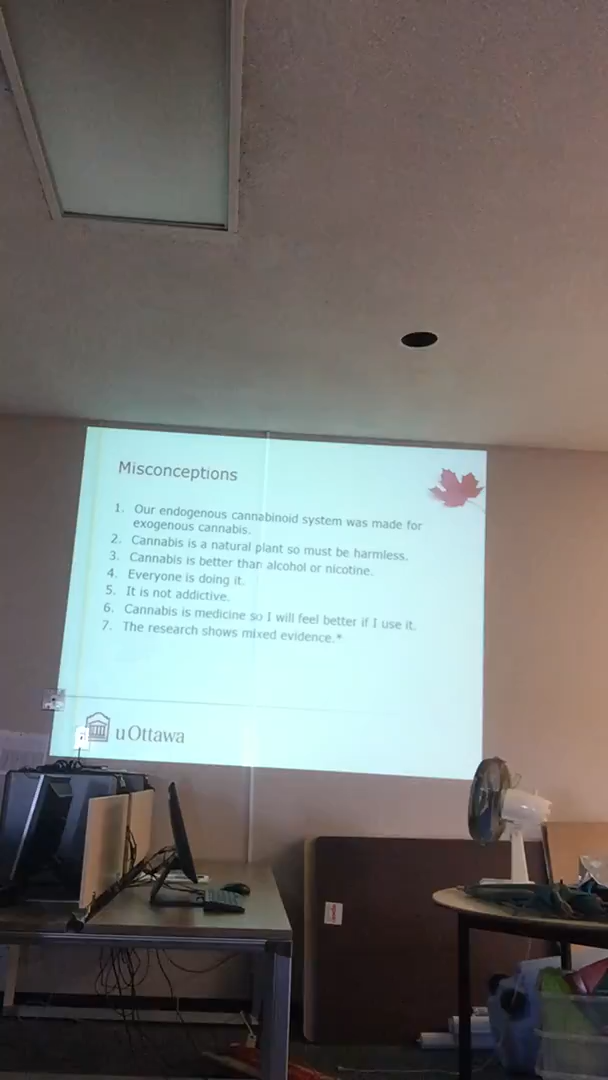 Misconceptions
1. Our endogenous cannabinoid system was made for
exogenous cannabis.
2. Cannabis is a natural plant so must be harmless.
3. Cannabis is better than alcohol or nicotine.
4. Everyone is doing it.
5. It is not addictive.
6. Cannabis is medicine so I will feel better if I use it.
7. The research shows mixed evidence.*
uOttawa